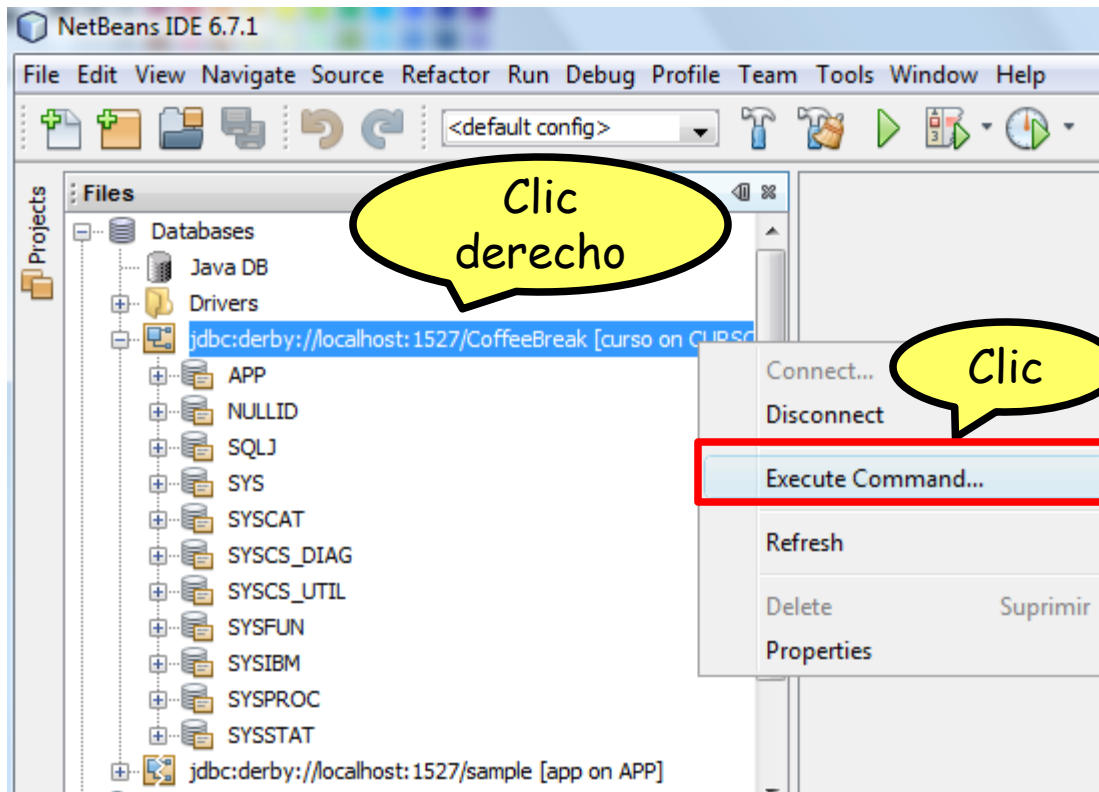 NetBeans IDE 6.7.1
File Edit View Navigate Source Refactor Run Debug Profile Team Tools Window Help
<default config>
Projects
Files
Clic
derecho
Databases
Java DB
Drivers
jdbc:derby://localhost:1527/CoffeeBreak [curso on CURSO
APP
NULLID
SQLJ
SYS
SYSCAT
SYSCS_DIAG
SYSCS_UTIL
SYSFUN
SYSIBM
SYSPROC
SYSSTAT
jdbc:derby://localhost:1527/sample [app on APP]
Connect...
Clic
Disconnect
Execute Command...
Refresh
Delete Suprimir
Properties